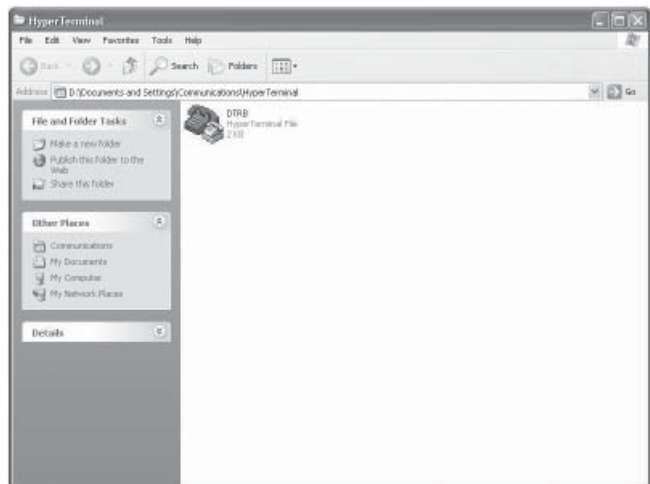 HyperTerminal
File Edit View Favorites Tools Help
Back Search Folders
Address D:\Documents and Settings\Communications\HyperTerminal Go
File and Folder Tasks
Make a new folder
Publish this folder to the
Web
Share this folder
Other Places
Communications
My Documents
My Computer
My Network Places
Details
DTRB
HyperTerminal File
2 KB